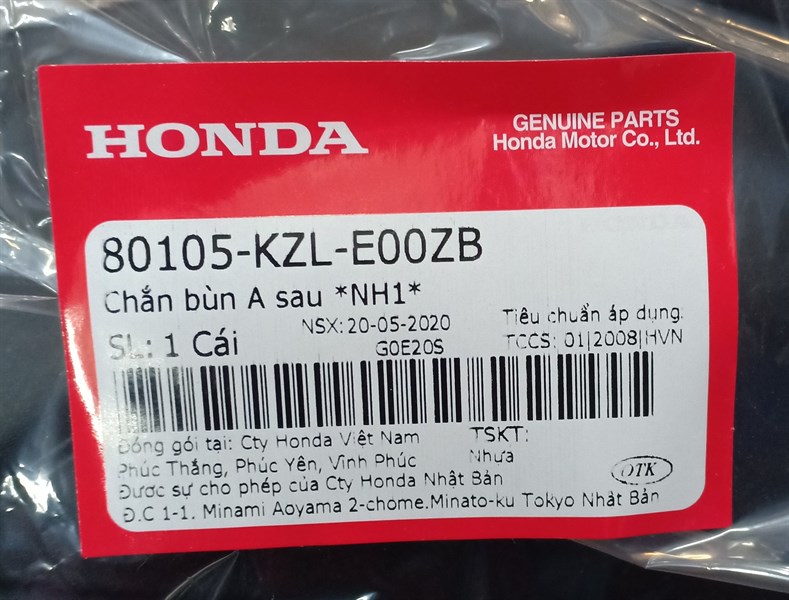 HONDA
GENUINE PARTS
Honda Motor Co., Ltd.
80105-KZL-E00ZB
Chắn bùn A sau *NH1*
SL: 1 Cái
NSX: 20-05-2020
G0E20S
Tiêu chuẩn áp dụng:
TCCS: 01|2008|HVN
Đóng gói tại: Cty Honda Việt Nam
Phúc Thắng, Phúc Yên, Vĩnh Phúc
Được sự cho phép của Cty Honda Nhật Bản
Đ.C 1-1. Minami Aoyama 2-chome.Minato-ku Tokyo Nhật Bản
TSKT:
Nhựa
OTK